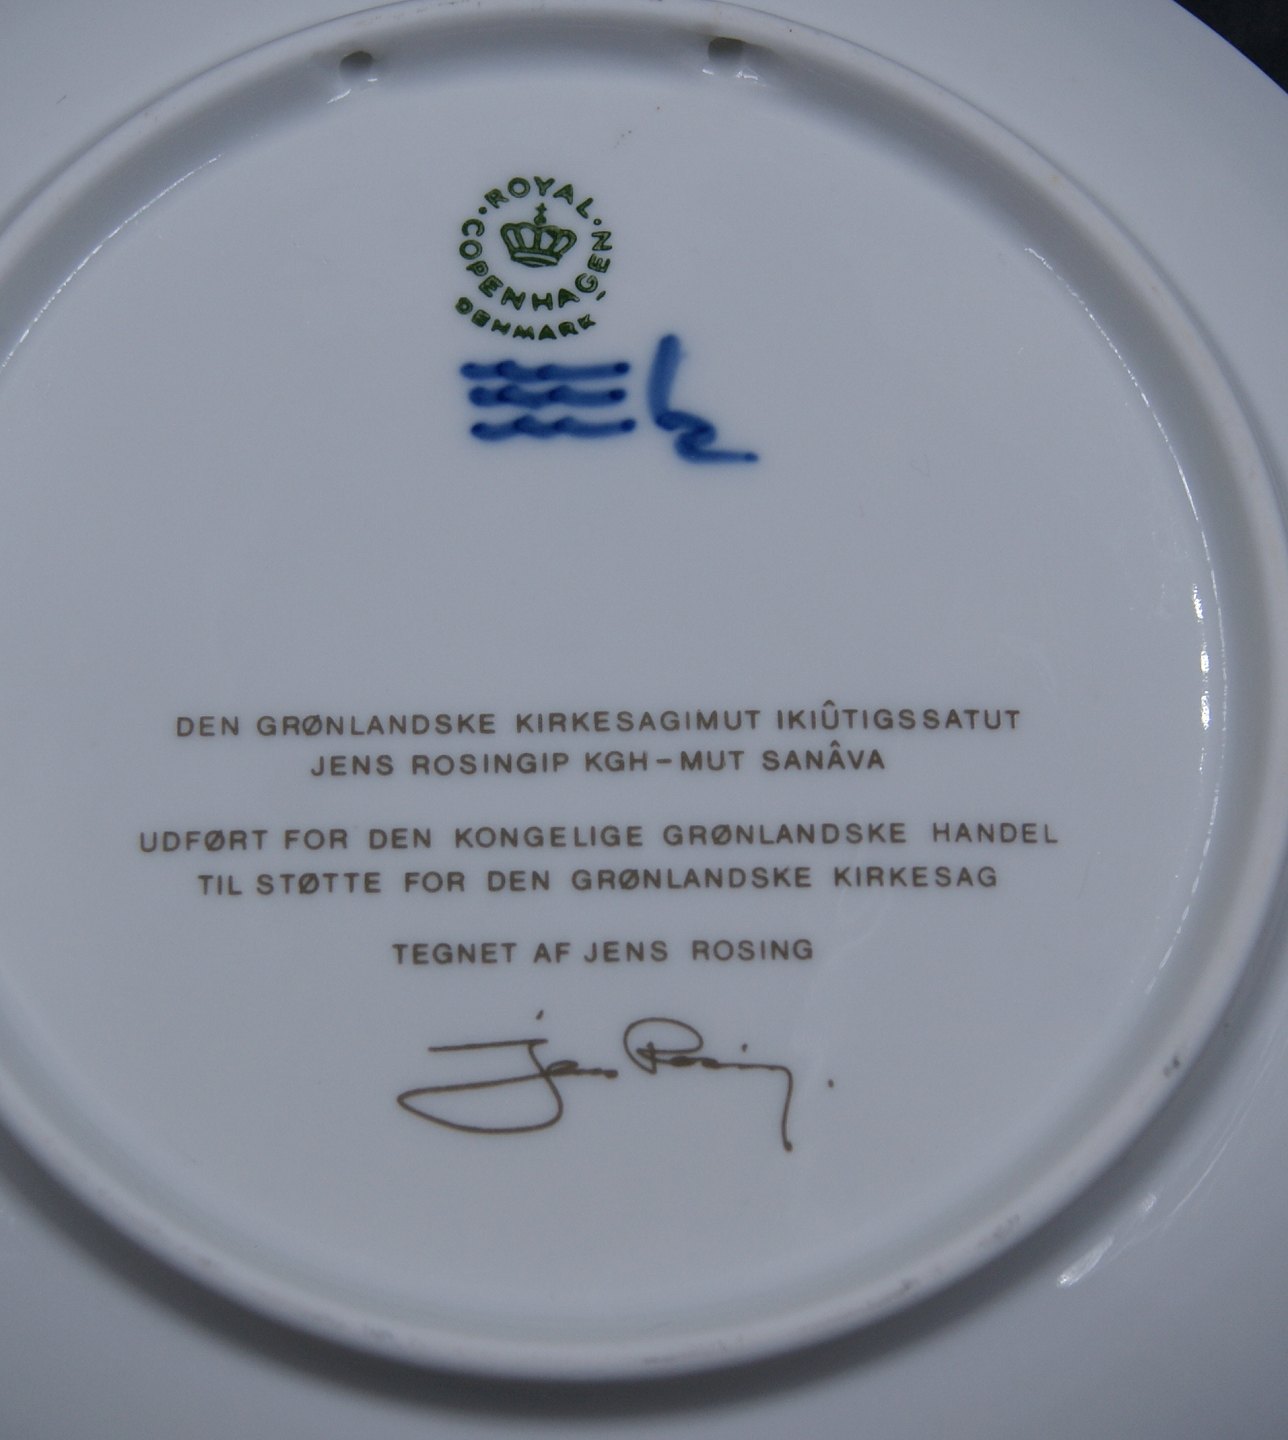 ROYAL
COPENHAGEN
DENMARK
DEN GRØNLANDSKE KIRKESAGIMUT IKIÛTIGSSATUT
JENS ROSINGIP KGH-MUT SANÂVA
UDFØRT FOR DEN KONGELIGE GRØNLANDSKE HANDEL
TIL STØTTE FOR DEN GRØNLANDSKE KIRKESAG
TEGNET AF JENS ROSING
Jens Rosing.